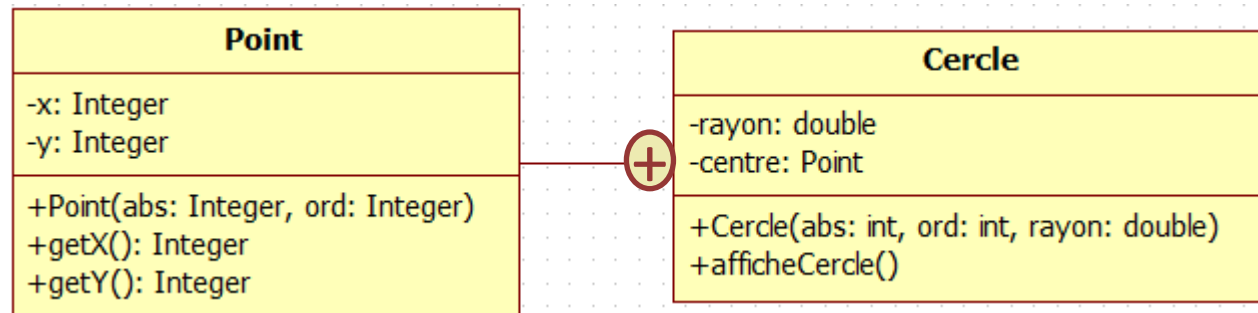 Point
-x: Integer
-y: Integer
+Point(abs: Integer, ord: Integer)
+getX(): Integer
+getY(): Integer
+
Cercle
-rayon: double
-centre: Point
+Cercle(abs: int, ord: int, rayon: double)
+afficheCercle()